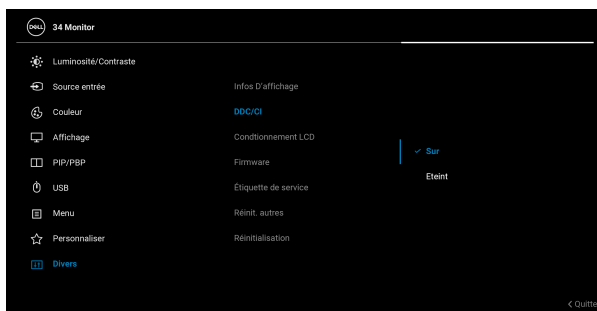 DELL 34 Monitor
Luminosité/Contraste
Source entrée
Infos D'affichage
Couleur
DDC/CI
Affichage
Condtionnement LCD
Sur
PIP/PBP
Firmware
Eteint
USB
Étiquette de service
Menu
Réinit. autres
Personnaliser
Réinitialisation
Divers
Quitte